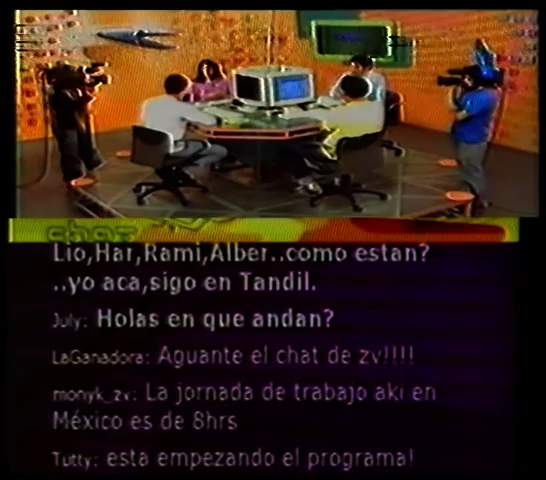 chat
Lio,Har,Rami,Alber..como estan?
..yo aca,sigo en Tandil.
July: Holas en que andan?
LaGanadora: Aguante el chat de zv!!!!
monyk_zv: La jornada de trabajo aki en
México es de 8hrs
Tutty: esta empezando el programa!